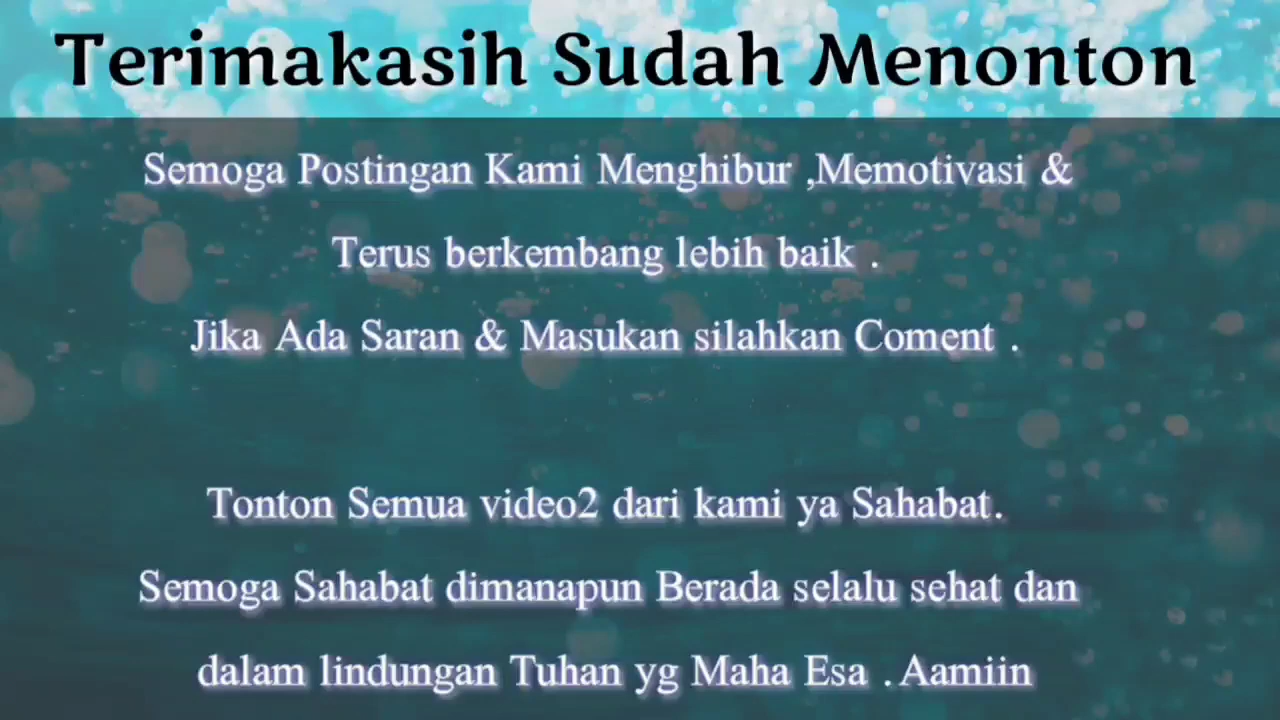 Terimakasih Sudah Menonton
Semoga Postingan Kami Menghibur ,Memotivasi &
Terus berkembang lebih baik .
Jika Ada Saran & Masukan silahkan Coment .
Tonton Semua video2 dari kami ya Sahabat.
Semoga Sahabat dimanapun Berada selalu sehat dan
dalam lindungan Tuhan yg Maha Esa . Aamiin